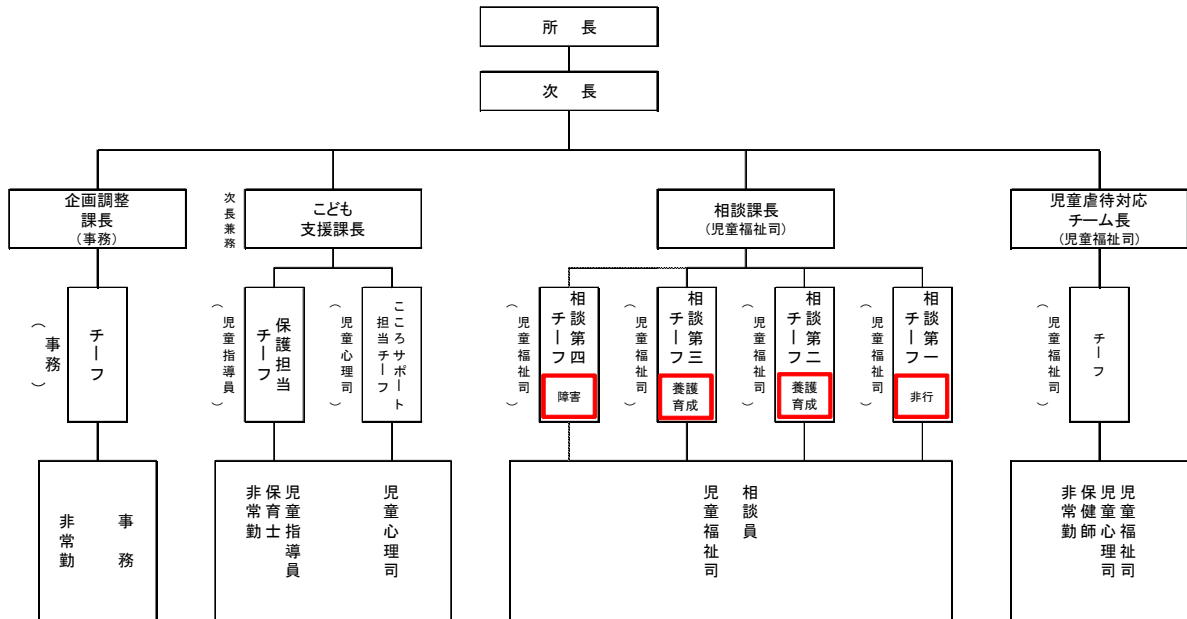 所 長
次 長
企画調整
課長
(事務)
次長兼務
こども
支援課長
相談課長
(児童福祉司)
児童虐待対応
チーム長
(児童福祉司)
チーフ
(事務)
保護担当
チーフ
(児童指導員)
こころサポート
担当チーフ
(児童心理司)
相談第四
チーフ
障害
(児童福祉司)
相談第三
チーフ
養護
育成
(児童福祉司)
相談第二
チーフ
養護
育成
(児童福祉司)
相談第一
チーフ
非行
(児童福祉司)
チーフ
(児童福祉司)
事 務
非常勤
児童指導員
保育士
非常勤
児童心理司
相談員
児童福祉司
児童福祉司
児童心理司
保健師
非常勤